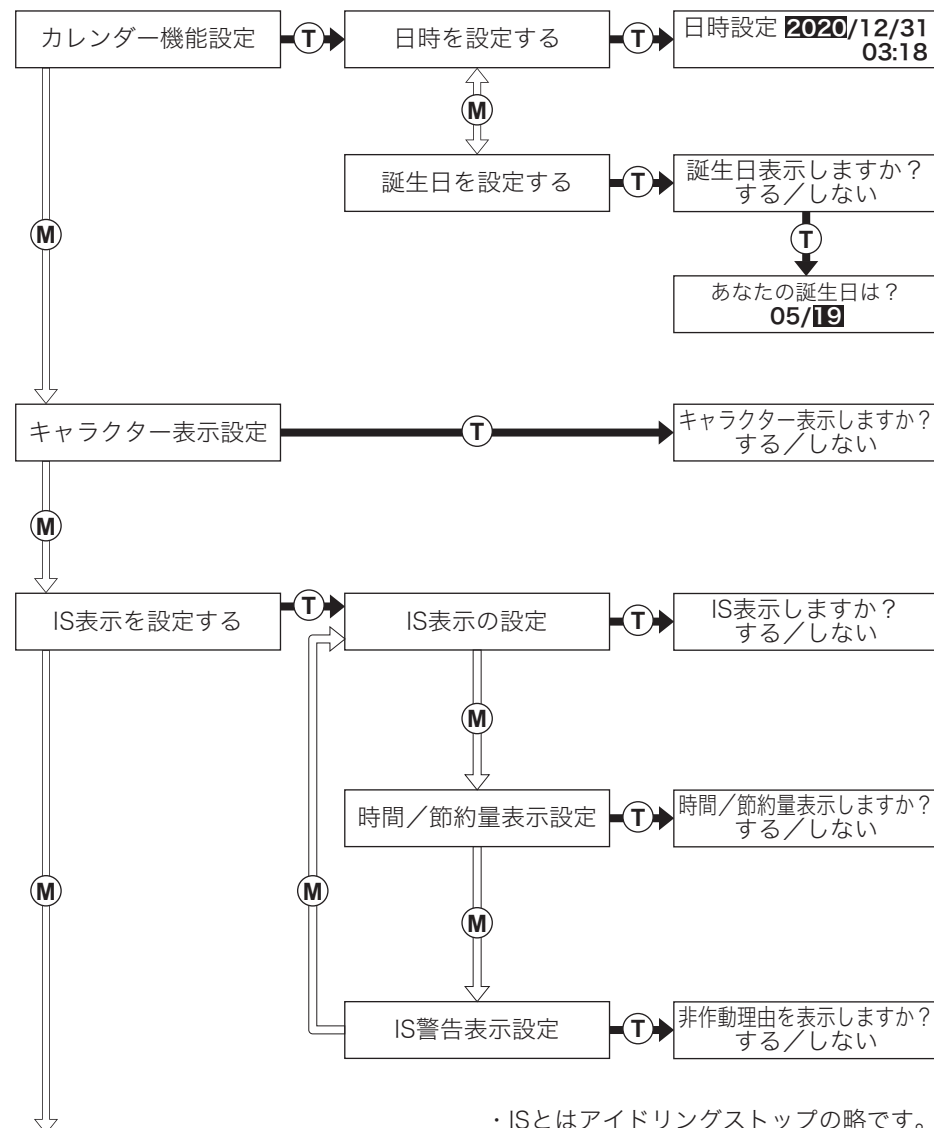 カレンダー機能設定
T
日時を設定する
T
日時設定 2020/12/31
03:18
M
誕生日を設定する
T
誕生日表示しますか？
する／しない
M
T
あなたの誕生日は？
05/19
キャラクター表示設定
T
キャラクター表示しますか？
する／しない
M
IS表示を設定する
T
IS表示の設定
T
IS表示しますか？
する／しない
M
時間／節約量表示設定
T
時間／節約量表示しますか？
する／しない
M
M
M
IS警告表示設定
T
非作動理由を表示しますか？
する／しない
・ISとはアイドリングストップの略です。